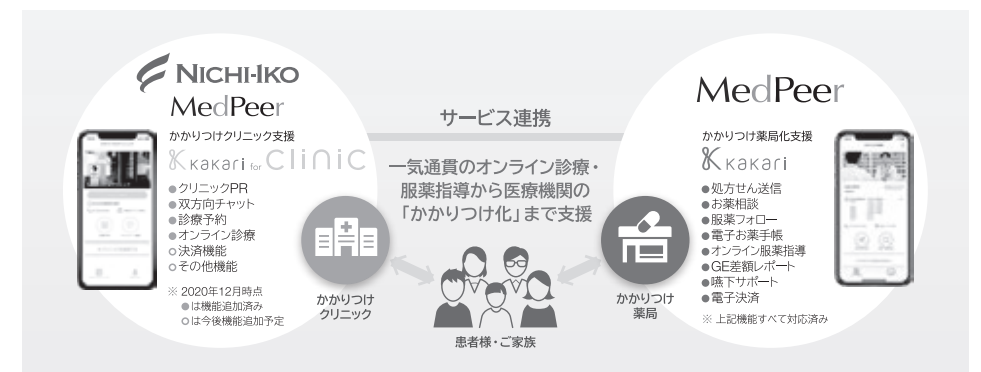 NICHI-IKO
MedPeer
かかりつけクリニック支援
kakari for clinic
●クリニックPR
●双方向チャット
●診療予約
●オンライン診療
○決済機能
○その他機能
※ 2020年12月時点
●は機能追加済み
○は今後機能追加予定
かかりつけ
クリニック
サービス連携
一気通貫のオンライン診療・
服薬指導から医療機関の
「かかりつけ化」まで支援
患者様・ご家族
かかりつけ
薬局
MedPeer
かかりつけ薬局化支援
kakari
●処方せん送信
●お薬相談
●服薬フォロー
●電子お薬手帳
●オンライン服薬指導
●GE差額レポート
●嚥下サポート
●電子決済
※ 上記機能すべて対応済み